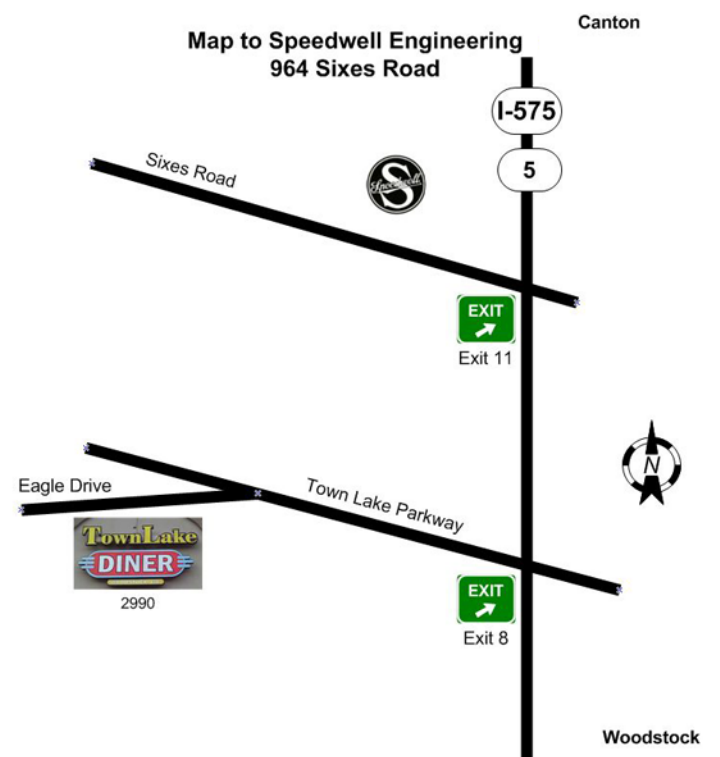 Canton
Map to Speedwell Engineering
964 Sixes Road
I-575
5
Sixes Road
S
Speedwell
EXIT
Exit 11
N
Eagle Drive
Town Lake Parkway
TownLake
DINER
2990
EXIT
Exit 8
Woodstock